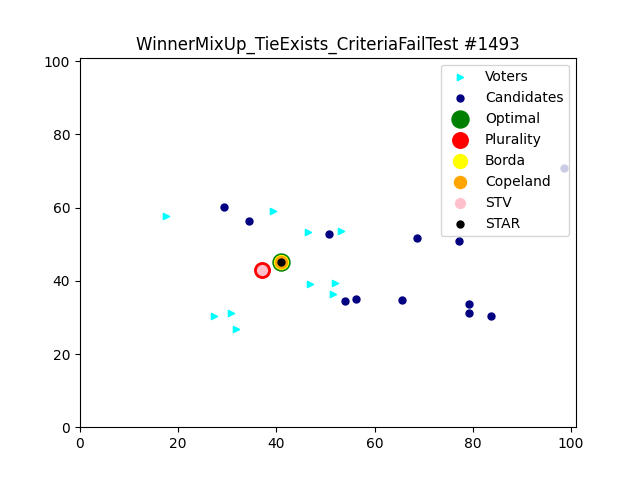 WinnerMixUp_TieExists_CriteriaFailTest #1493
100
80
60
40
20
0
0 20 40 60 80 100
Voters
Candidates
Optimal
Plurality
Borda
Copeland
STV
STAR